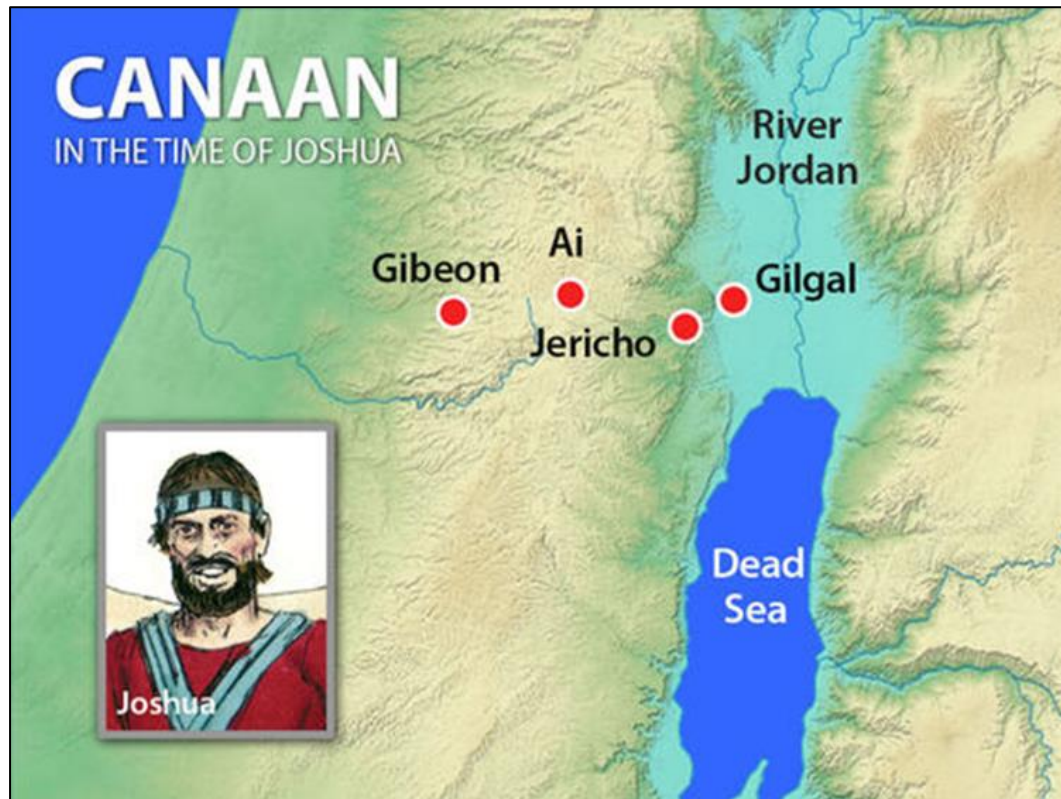 CANAAN
IN THE TIME OF JOSHUA
River
Jordan
Ai
Gibeon
Gilgal
Jericho
Dead
Sea
Joshua